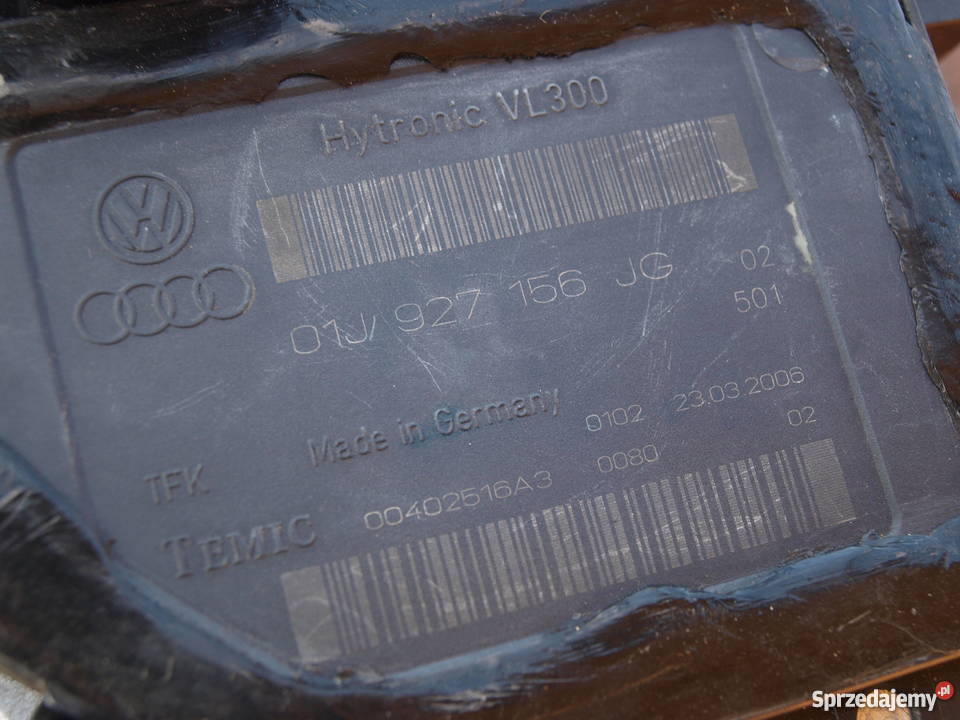 Hytronic VL300
01J 927 156 JG 02
501
Made in Germany 0102 23.03.2006
TFK 00402516A3 0080 02
TEMIC
Sprzedajemy.pl